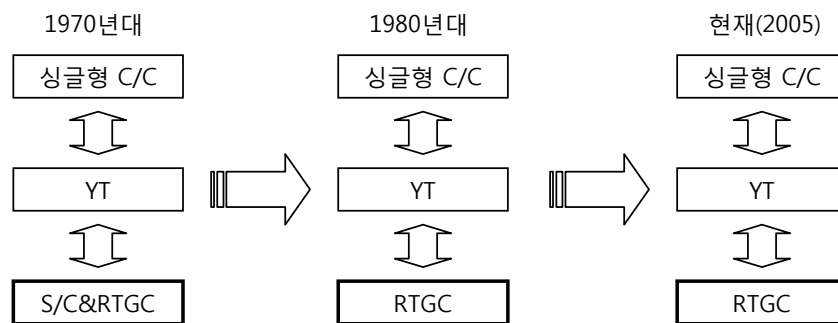 1970년대 1980년대 현재(2005)
싱글형 C/C 싱글형 C/C 싱글형 C/C
YT YT YT
S/C&RTGC RTGC RTGC